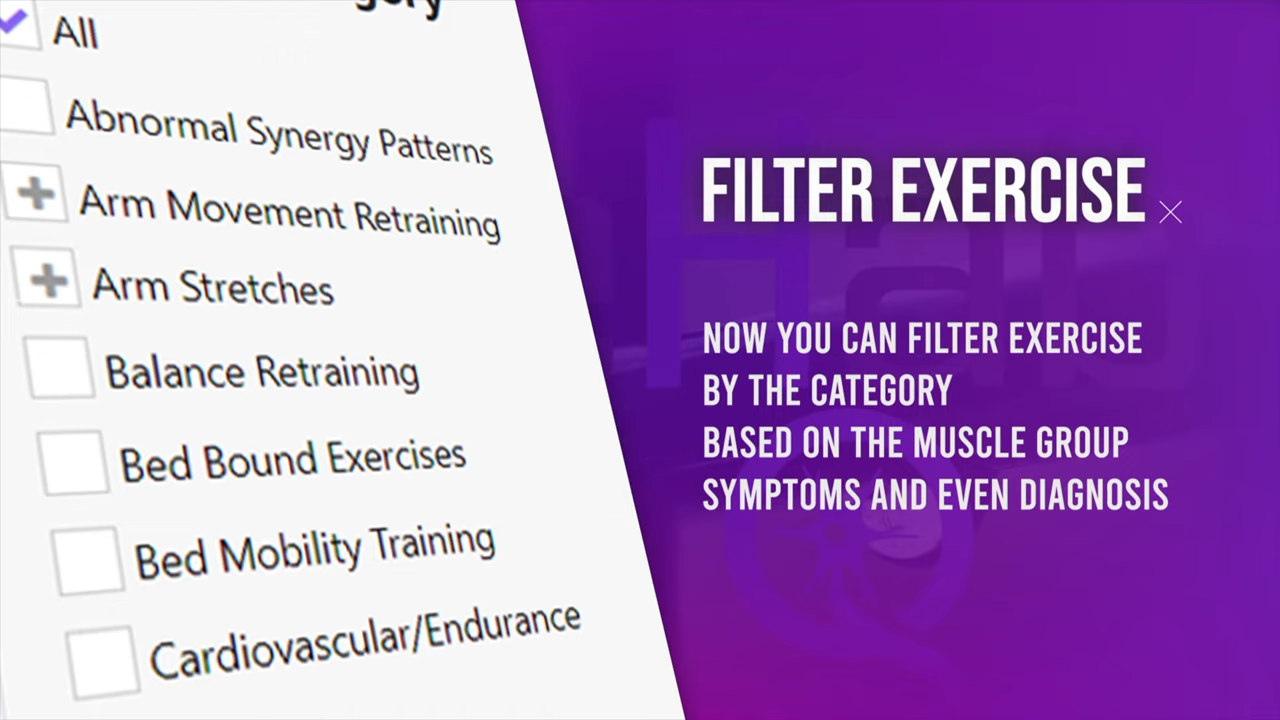 All
Abnormal Synergy Patterns
Arm Movement Retraining
Arm Stretches
Balance Retraining
Bed Bound Exercises
Bed Mobility Training
Cardiovascular/Endurance
FILTER EXERCISE
NOW YOU CAN FILTER EXERCISE
BY THE CATEGORY
BASED ON THE MUSCLE GROUP
SYMPTOMS AND EVEN DIAGNOSIS